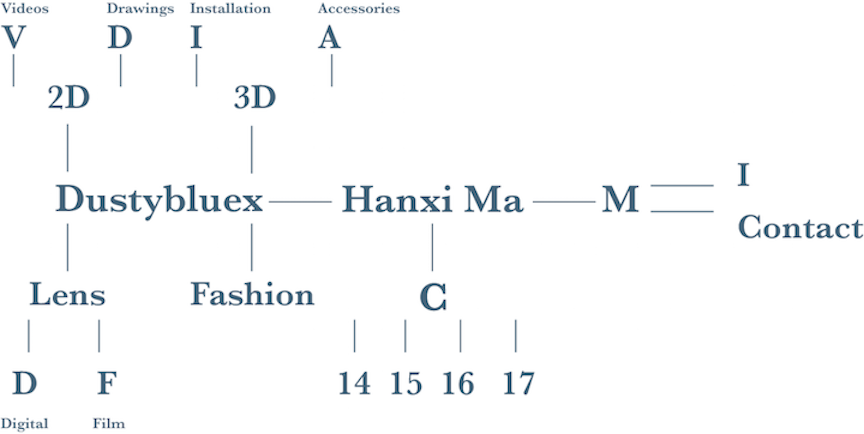 Videos Drawings Installation Accessories
V D I A
2D 3D
I
Dustybluex Hanxi Ma M
Contact
Lens Fashion C
D F 14 15 16 17
Digital Film